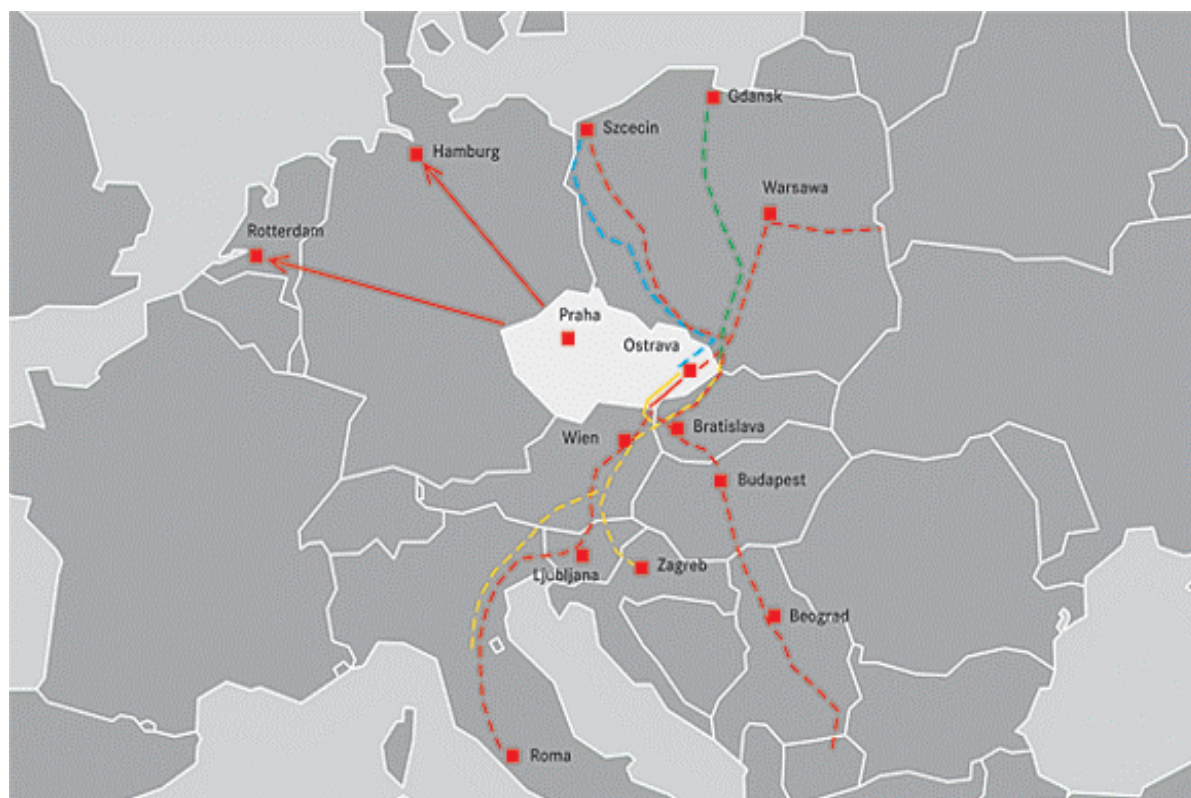 Gdansk
Szcecin
Hamburg
Warsawa
Rotterdam
Praha
Ostrava
Wien
Bratislava
Budapest
Ljubljana
Zagreb
Beograd
Roma